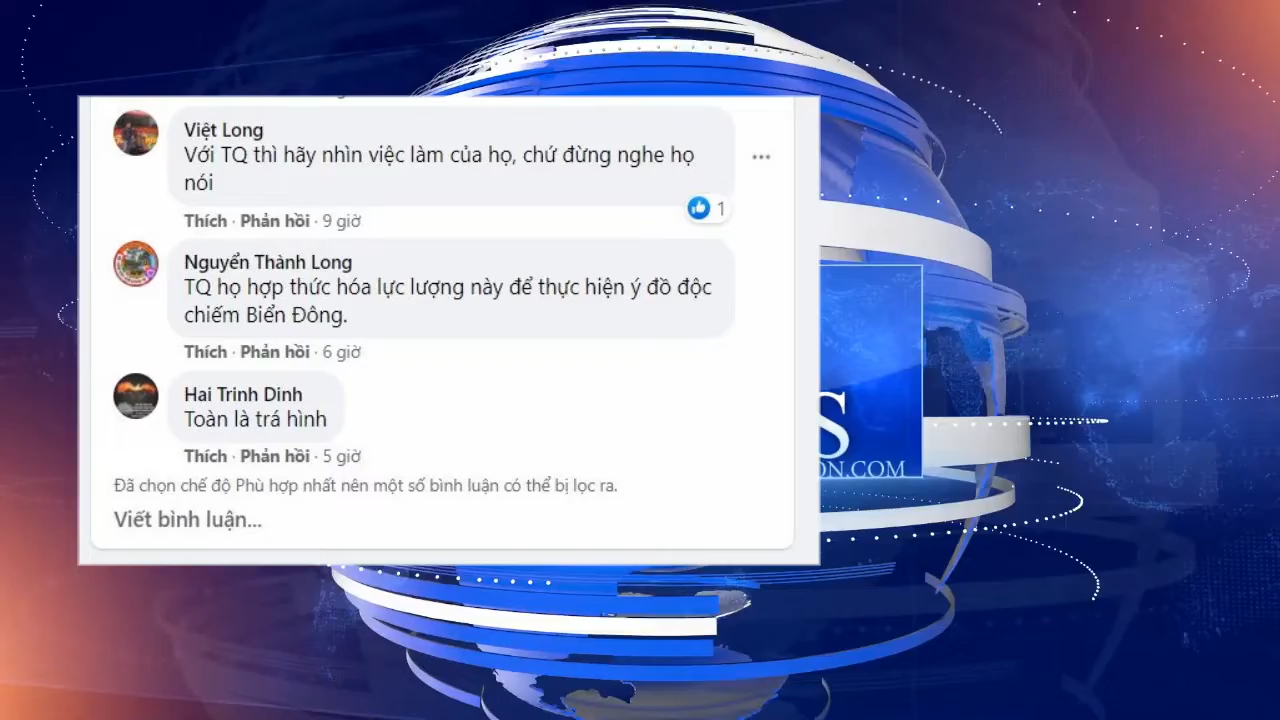 Việt Long
Với TQ thì hãy nhìn việc làm của họ, chứ đừng nghe họ
nói
1
Thích · Phản hồi · 9 giờ
Nguyển Thành Long
TQ họ hợp thức hóa lực lượng này để thực hiện ý đồ độc
chiếm Biển Đông.
Thích · Phản hồi · 6 giờ
Hai Trinh Dinh
Toàn là trá hình
Thích · Phản hồi · 5 giờ
Đã chọn chế độ Phù hợp nhất nên một số bình luận có thể bị lọc ra.
Viết bình luận...
S
ON.COM